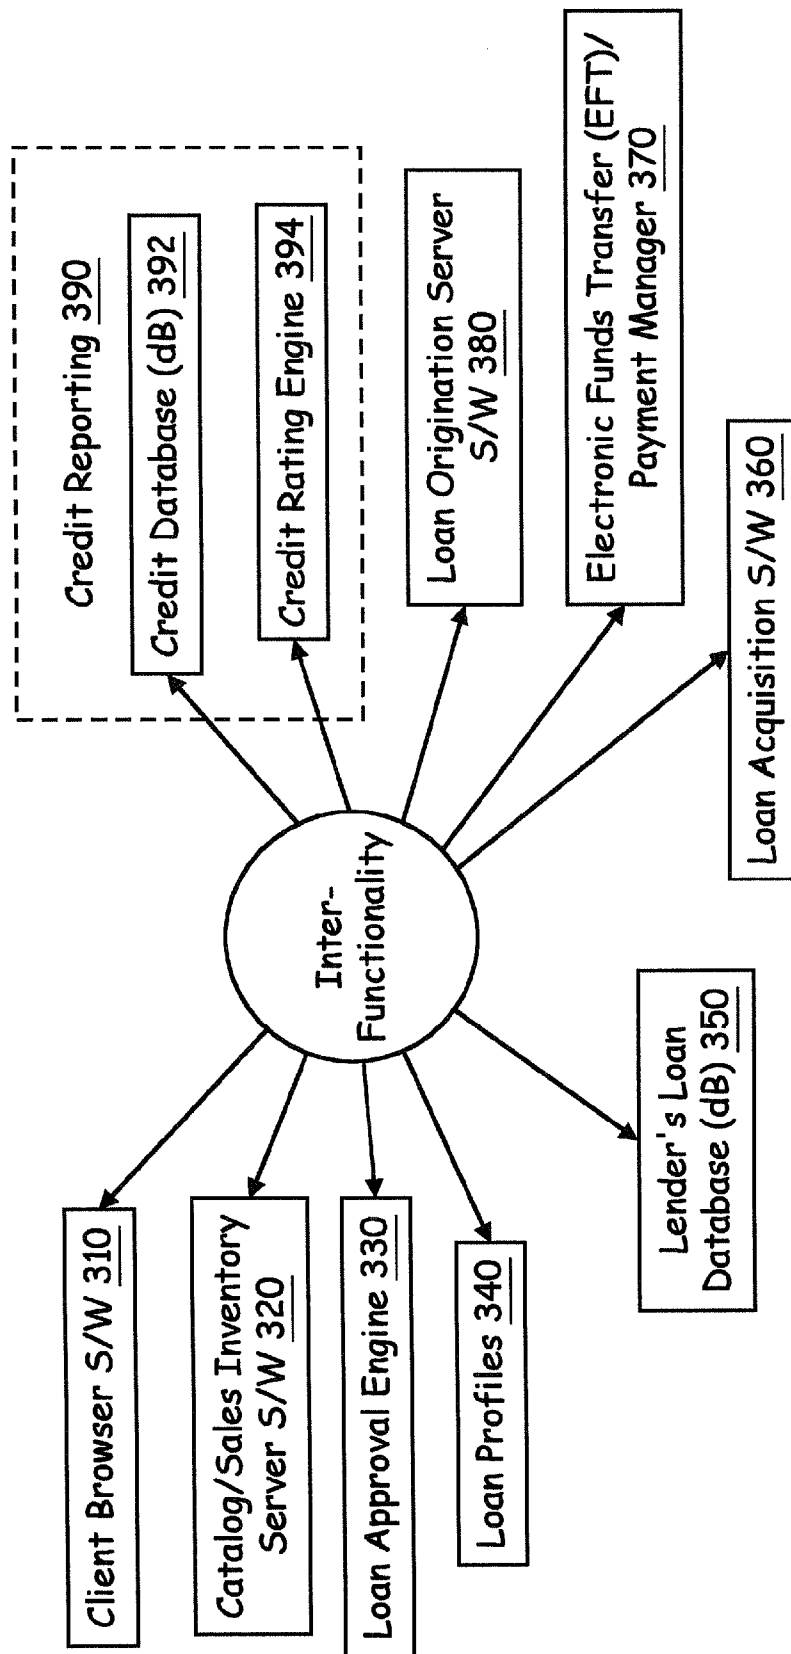 Client Browser S/W 310
Catalog/Sales Inventory
Server S/W 320
Loan Approval Engine 330
Loan Profiles 340
Lender's Loan
Database (dB) 350
Inter-
Functionality
Credit Reporting 390
Credit Database (dB) 392
Credit Rating Engine 394
Loan Origination Server
S/W 380
Electronic Funds Transfer (EFT)/
Payment Manager 370
Loan Acquisition S/W 360